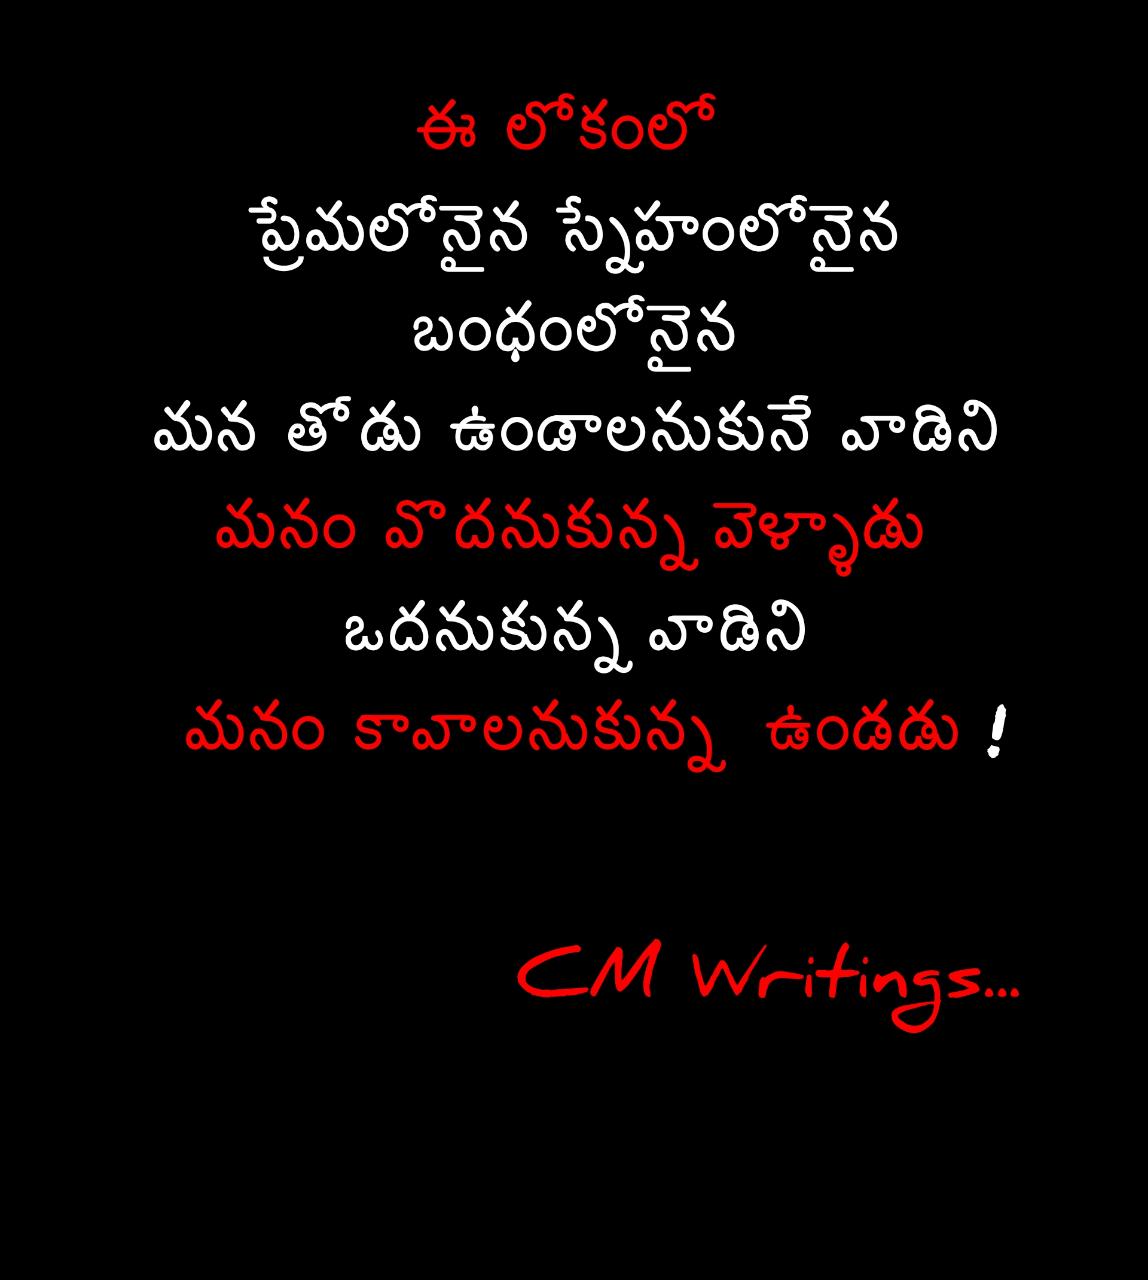 ఈ లోకంలో
ప్రేమలోనైన స్నేహంలోనైన
బంధంలోనైన
మన తోడు ఉండాలనుకునే వాడిని
మనం వొదనుకున్న వెళ్ళాడు
ఒదనుకున్న వాడిని
మనం కావాలనుకున్న ఉండడు !
CM Writings...